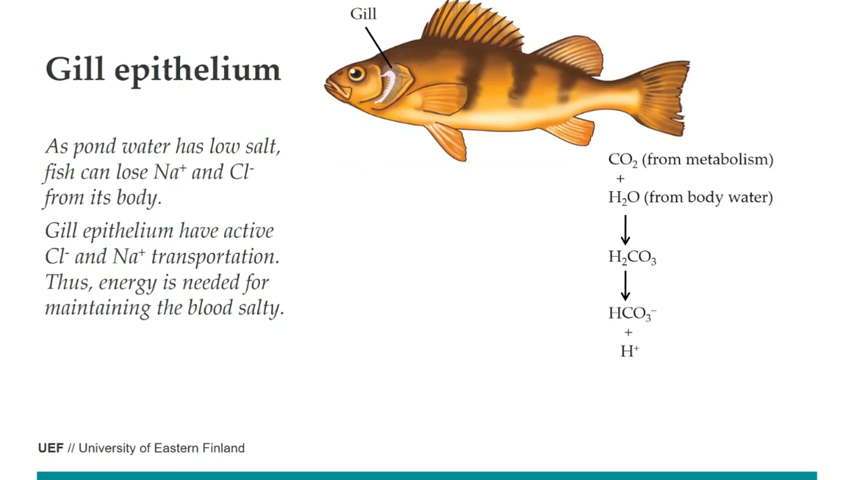 Gill
Gill epithelium
As pond water has low salt,
fish can lose Na⁺ and Cl⁻
from its body.
Gill epithelium have active
Cl⁻ and Na⁺ transportation.
Thus, energy is needed for
maintaining the blood salty.
CO₂ (from metabolism)
+
H₂O (from body water)
H₂CO₃
HCO₃⁻
+
H⁺
UEF // University of Eastern Finland